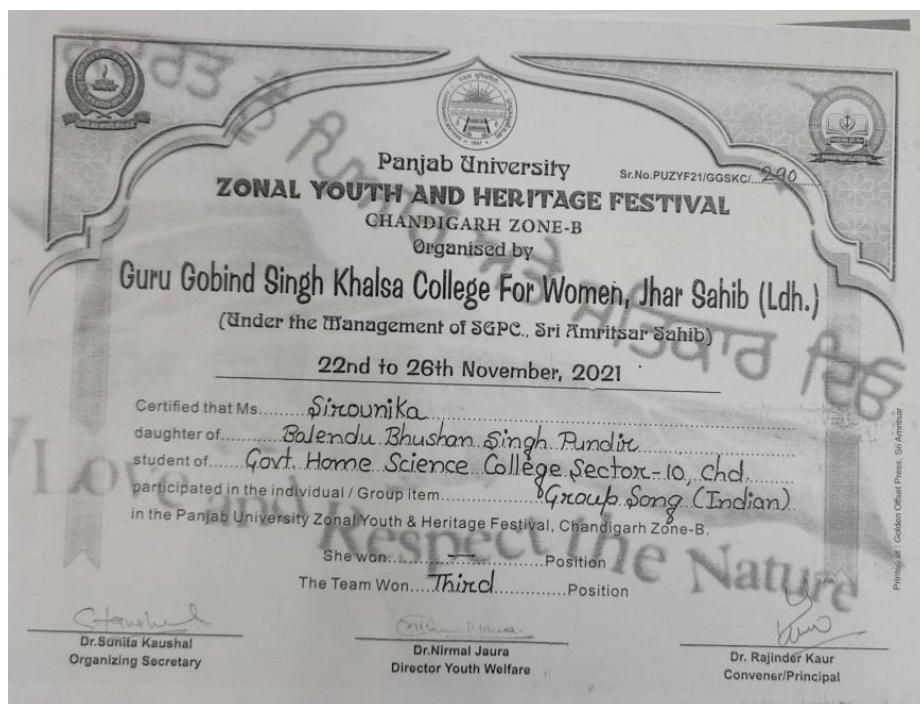 Panjab University
Sr.No.PUZYF21/GGSKC/...290
ZONAL YOUTH AND HERITAGE FESTIVAL
CHANDIGARH ZONE-B
Organised by
Guru Gobind Singh Khalsa College For Women, Jhar Sahib (Ldh.)
(Under the Management of SGPC., Sri Amritsar Sahib)
22nd to 26th November, 2021
Certified that Ms........Sirounika
daughter of..........Balendu Bhushan Singh Pundir
student of......Govt. Home Science College Sector-10, Chd.
participated in the individual / Group item................Group Song (Indian)
in the Panjab University Zonal Youth & Heritage Festival, Chandigarh Zone-B.
She won..........—..........Position
The Team Won....Third..............Position
ਪਿਆਰ ਅਤੇ ਸਤਿਕਾਰ ਦਿਓ
Love and Respect the Nature
Dr.Sunita Kaushal
Organizing Secretary
Dr.Nirmal Jaura
Director Youth Welfare
Dr. Rajinder Kaur
Convener/Principal
Printed at : Golden Offset Press, Sri Amritsar